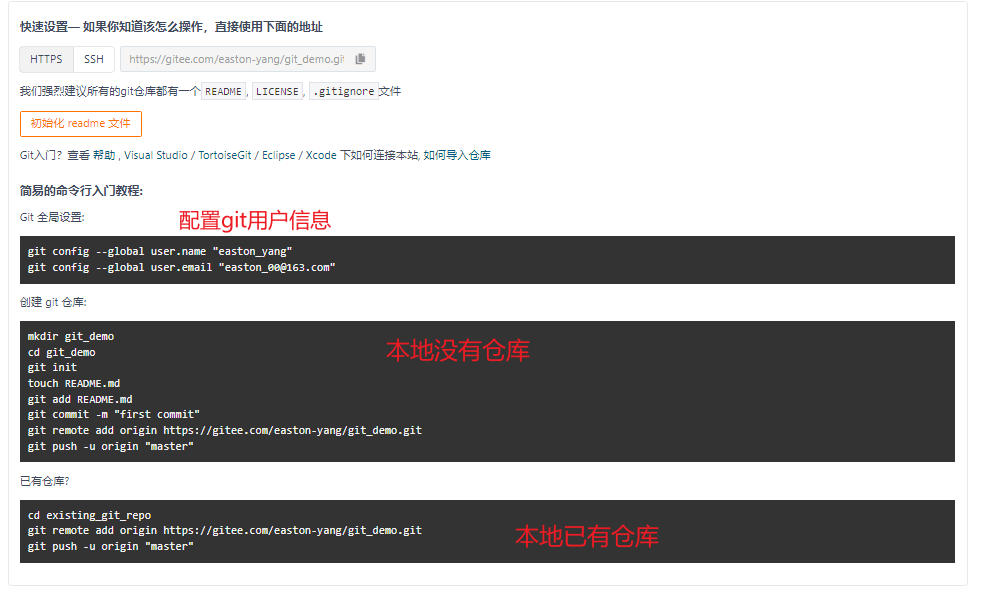 快速设置— 如果你知道该怎么操作，直接使用下面的地址
HTTPS SSH https://gitee.com/easton-yang/git_demo.git
我们强烈建议所有的git仓库都有一个 README, LICENSE, .gitignore 文件
初始化 readme 文件
Git入门？查看 帮助 , Visual Studio / TortoiseGit / Eclipse / Xcode 下如何连接本站, 如何导入仓库
简易的命令行入门教程:
Git 全局设置:
配置git用户信息
git config --global user.name "easton_yang"
git config --global user.email "easton_00@163.com"
创建 git 仓库:
mkdir git_demo
本地没有仓库
cd git_demo
git init
touch README.md
git add README.md
git commit -m "first commit"
git remote add origin https://gitee.com/easton-yang/git_demo.git
git push -u origin "master"
已有仓库?
cd existing_git_repo
git remote add origin https://gitee.com/easton-yang/git_demo.git
本地已有仓库
git push -u origin "master"